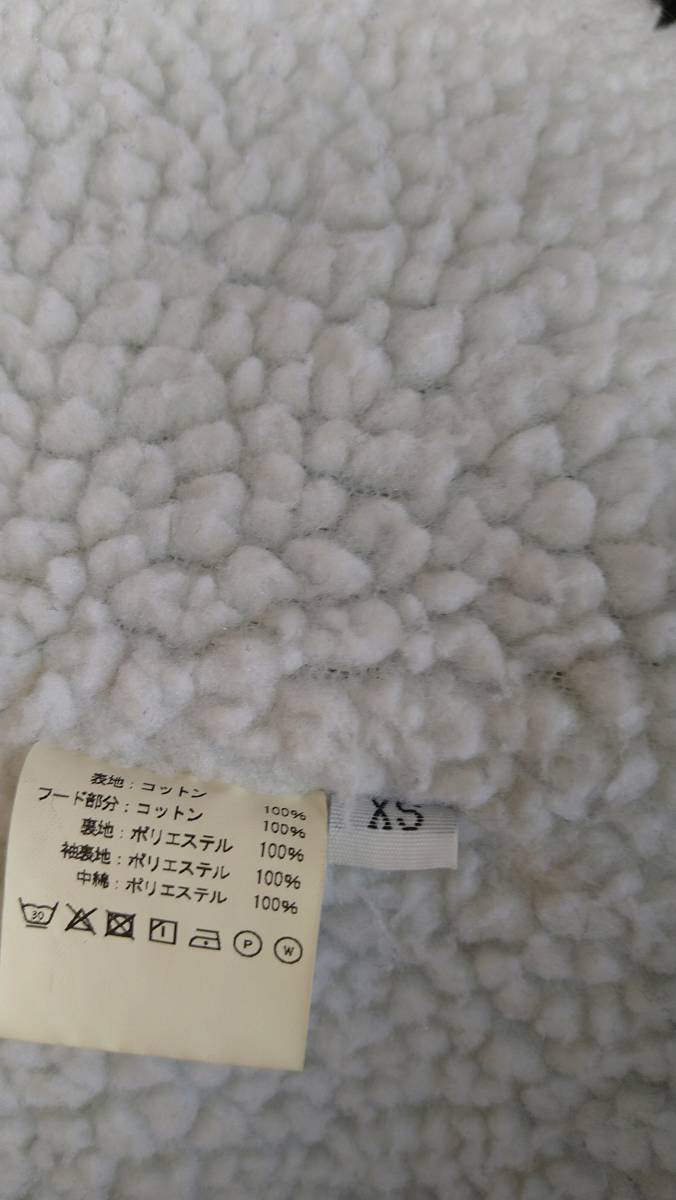 表地：コットン 100%
フード部分：コットン 100%
裏地：ポリエステル 100%
袖裏地：ポリエステル 100%
中綿：ポリエステル 100%
30 P W
XS